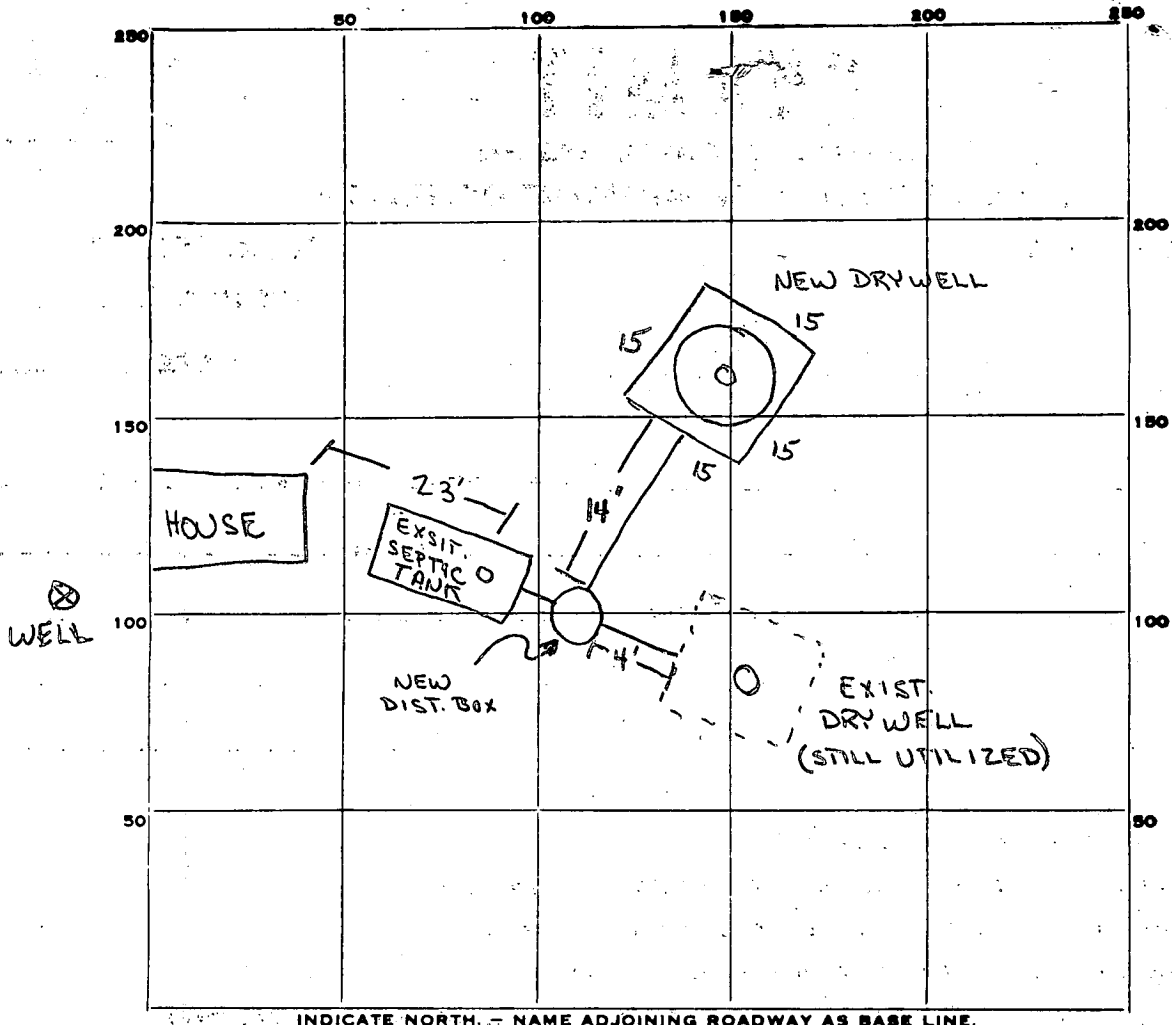 50 100 150 200 250
250
200 200
NEW DRYWELL
15
15
150 150
15
15
23'
14'
HOUSE
EXSIT.
SEPTIC
TANK
WELL
100 100
4'
NEW
DIST. BOX
EXIST.
DRYWELL
(STILL UTILIZED)
50 50
INDICATE NORTH. – NAME ADJOINING ROADWAY AS BASE LINE.